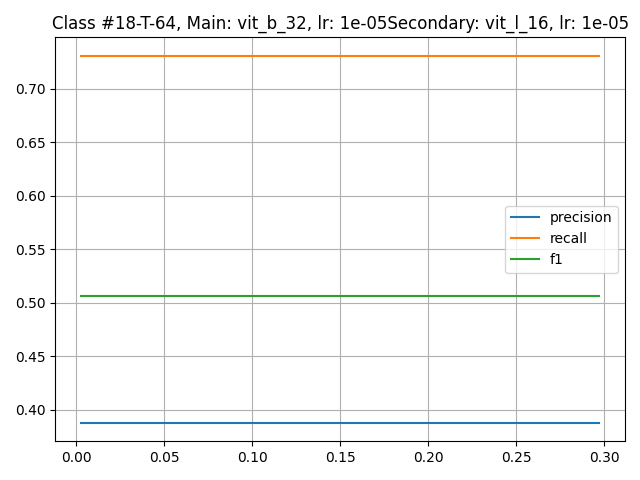 Class #18-T-64, Main: vit_b_32, lr: 1e-05Secondary: vit_l_16, lr: 1e-05
0.70
0.65
0.60
0.55
0.50
0.45
0.40
precision
recall
f1
0.00 0.05 0.10 0.15 0.20 0.25 0.30